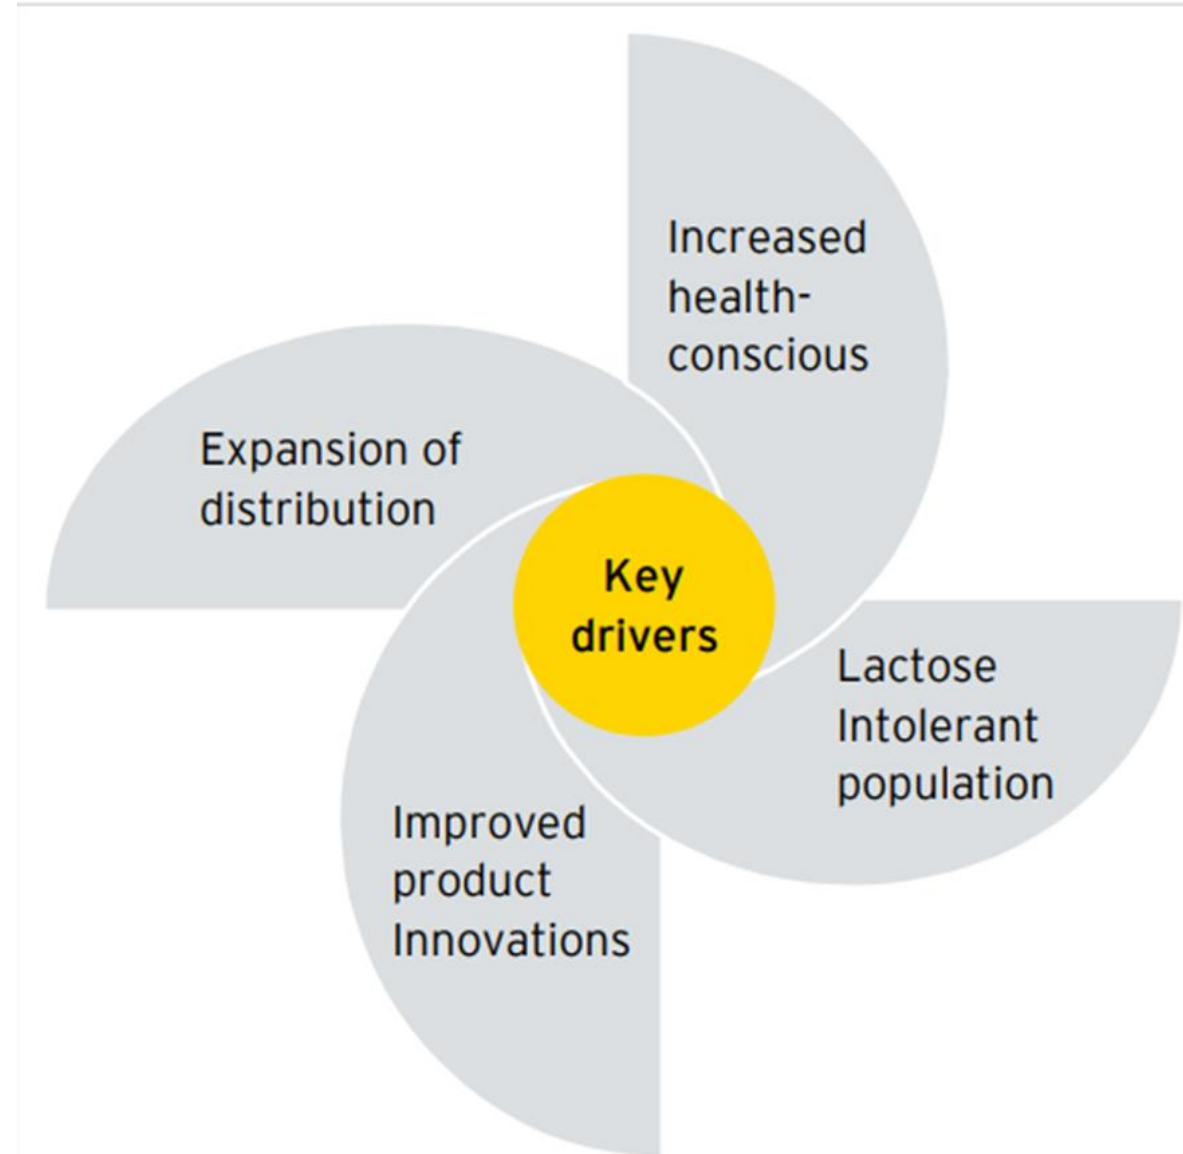 Increased
health-
conscious
Expansion of
distribution
Key
drivers
Lactose
Intolerant
population
Improved
product
Innovations